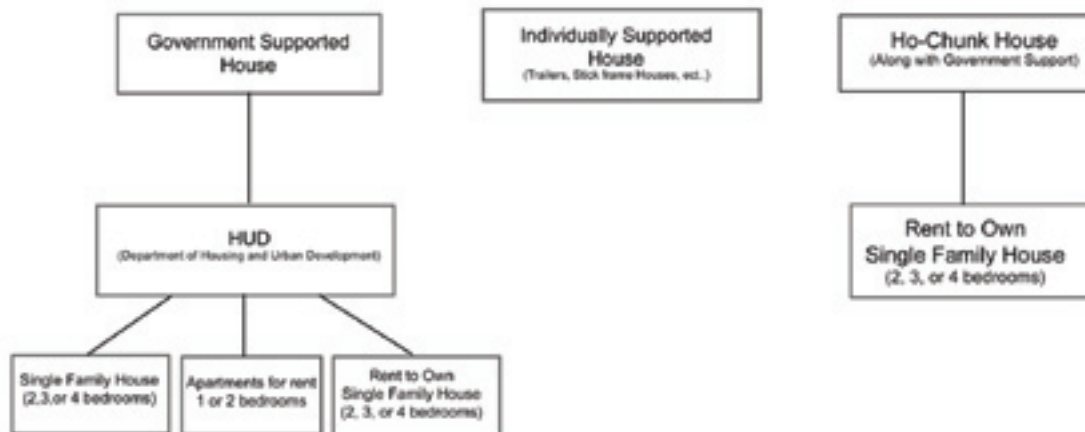 Government Supported
House
Individually Supported
House
(Trailers, Stick frame Houses, ect..)
Ho-Chunk House
(Along with Government Support)
HUD
(Department of Housing and Urban Development)
Rent to Own
Single Family House
(2, 3, or 4 bedrooms)
Single Family House
(2,3,or 4 bedrooms)
Apartments for rent
1 or 2 bedrooms
Rent to Own
Single Family House
(2, 3, or 4 bedrooms)